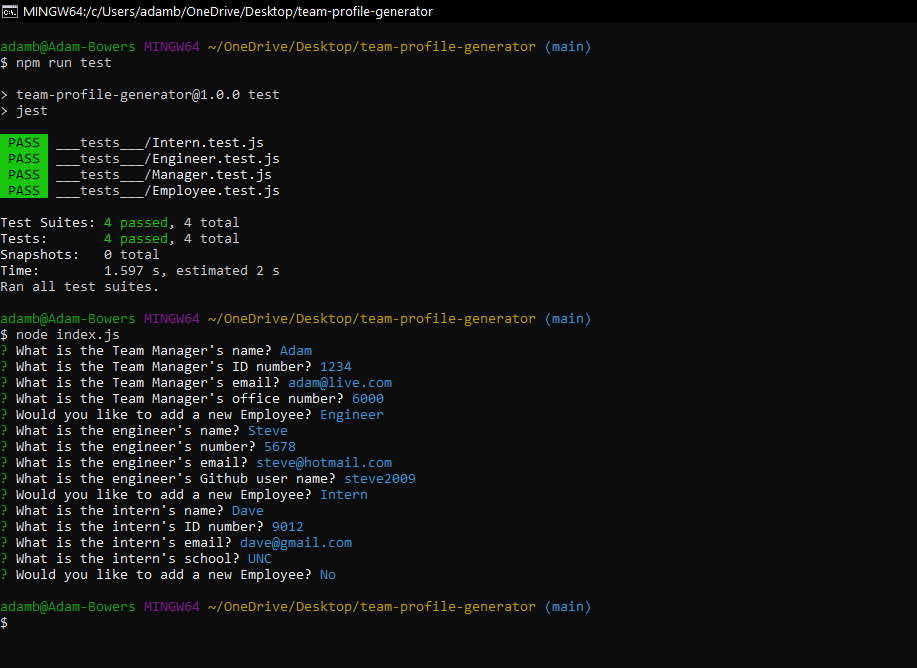 MINGW64:/c/Users/adamb/OneDrive/Desktop/team-profile-generator
adamb@Adam-Bowers MINGW64 ~/OneDrive/Desktop/team-profile-generator (main)
$ npm run test
> team-profile-generator@1.0.0 test
> jest
PASS ___tests___/Intern.test.js
PASS ___tests___/Engineer.test.js
PASS ___tests___/Manager.test.js
PASS ___tests___/Employee.test.js
Test Suites: 4 passed, 4 total
Tests: 4 passed, 4 total
Snapshots: 0 total
Time: 1.597 s, estimated 2 s
Ran all test suites.
adamb@Adam-Bowers MINGW64 ~/OneDrive/Desktop/team-profile-generator (main)
$ node index.js
? What is the Team Manager's name? Adam
? What is the Team Manager's ID number? 1234
? What is the Team Manager's email? adam@live.com
? What is the Team Manager's office number? 6000
? Would you like to add a new Employee? Engineer
? What is the engineer's name? Steve
? What is the engineer's number? 5678
? What is the engineer's email? steve@hotmail.com
? What is the engineer's Github user name? steve2009
? Would you like to add a new Employee? Intern
? What is the intern's name? Dave
? What is the intern's ID number? 9012
? What is the intern's email? dave@gmail.com
? What is the intern's school? UNC
? Would you like to add a new Employee? No
adamb@Adam-Bowers MINGW64 ~/OneDrive/Desktop/team-profile-generator (main)
$